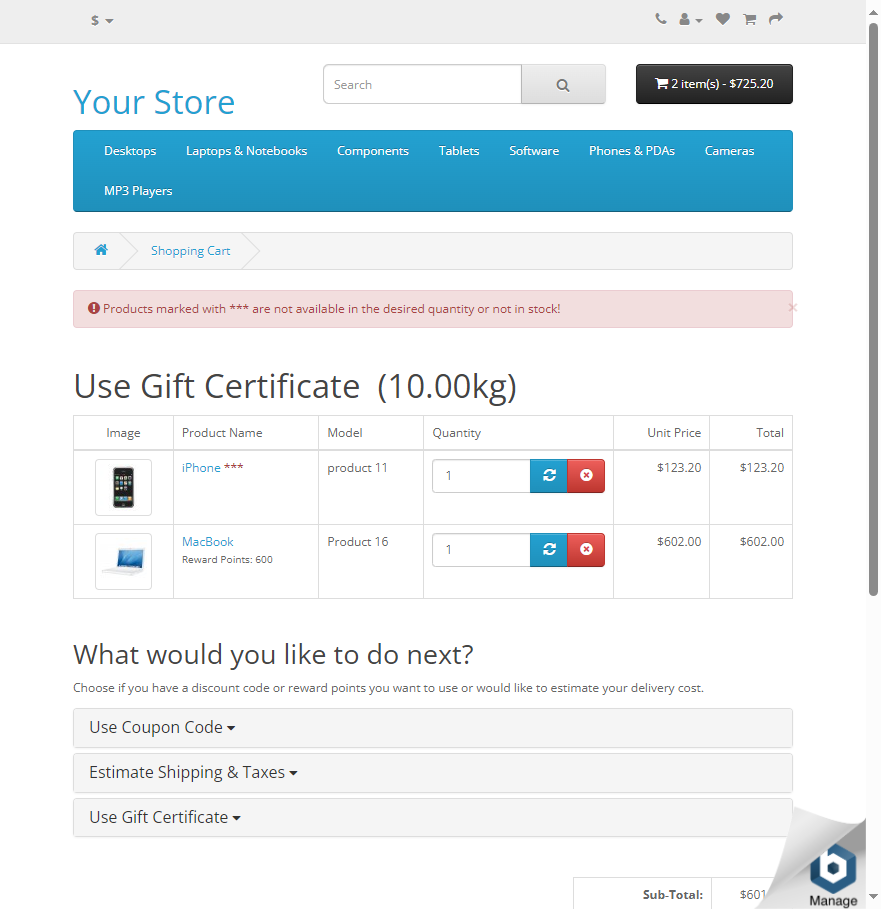 $
Your Store
Search
2 item(s) - $725.20
Desktops Laptops & Notebooks Components Tablets Software Phones & PDAs Cameras
MP3 Players
Shopping Cart
Products marked with *** are not available in the desired quantity or not in stock!
Use Gift Certificate (10.00kg)
Image Product Name Model Quantity Unit Price Total
iPhone *** product 11 1 $123.20 $123.20
MacBook Product 16 1 $602.00 $602.00
Reward Points: 600
What would you like to do next?
Choose if you have a discount code or reward points you want to use or would like to estimate your delivery cost.
Use Coupon Code
Estimate Shipping & Taxes
Use Gift Certificate
Sub-Total: $601
Manage